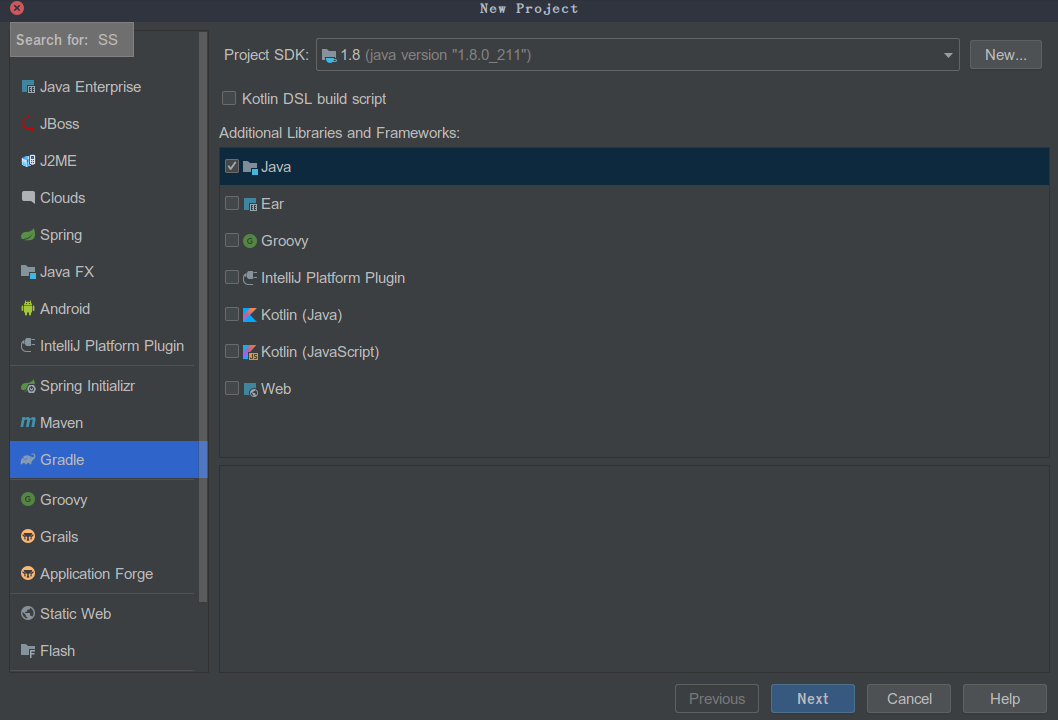 New Project
Search for: SS
Java Enterprise
JBoss
J2ME
Clouds
Spring
Java FX
Android
IntelliJ Platform Plugin
Spring Initializr
Maven
Gradle
Groovy
Grails
Application Forge
Static Web
Flash
Project SDK: 1.8 (java version "1.8.0_211")
New...
Kotlin DSL build script
Additional Libraries and Frameworks:
Java
Ear
Groovy
IntelliJ Platform Plugin
Kotlin (Java)
Kotlin (JavaScript)
Web
Previous
Next
Cancel
Help